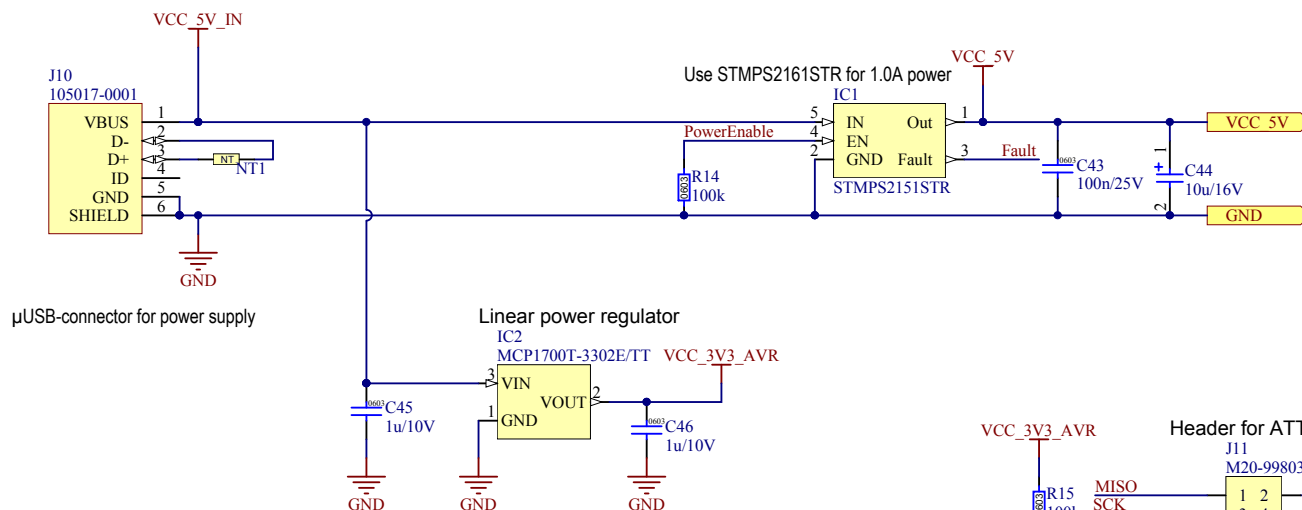 VCC_5V_IN
J10
105017-0001
VBUS 1
D- 2
D+ 3
ID 4
GND 5
SHIELD 6
NT
NT1
GND
µUSB-connector for power supply
Use STMPS2161STR for 1.0A power
IC1
5 IN Out 1
4 EN
2 GND Fault 3
STMPS2151STR
PowerEnable
0603
R14
100k
Fault
VCC_5V
0603
C43
100n/25V
1
+
C44
10u/16V
2
VCC_5V
GND
Linear power regulator
IC2
MCP1700T-3302E/TT
3 VIN
VOUT 2
1 GND
VCC_3V3_AVR
0603
C45
1u/10V
GND
GND
0603
C46
1u/10V
GND
VCC_3V3_AVR
R15
Header for ATT
J11
M20-99803
MISO
SCK
1 2